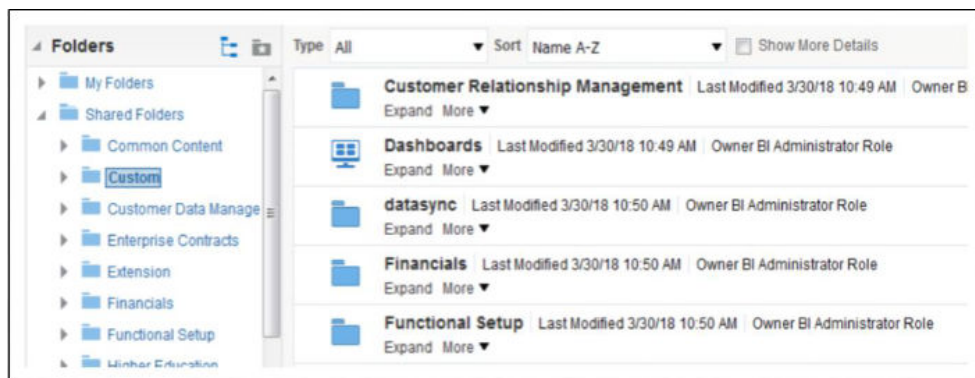 Folders
My Folders
Shared Folders
Common Content
Custom
Customer Data Manage
Enterprise Contracts
Extension
Financials
Functional Setup
Higher Education
Type All Sort Name A-Z Show More Details
Customer Relationship Management Last Modified 3/30/18 10:49 AM Owner B
Expand More
Dashboards Last Modified 3/30/18 10:49 AM Owner BI Administrator Role
Expand More
datasync Last Modified 3/30/18 10:50 AM Owner BI Administrator Role
Expand More
Financials Last Modified 3/30/18 10:50 AM Owner BI Administrator Role
Expand More
Functional Setup Last Modified 3/30/18 10:50 AM Owner BI Administrator Role
Expand More